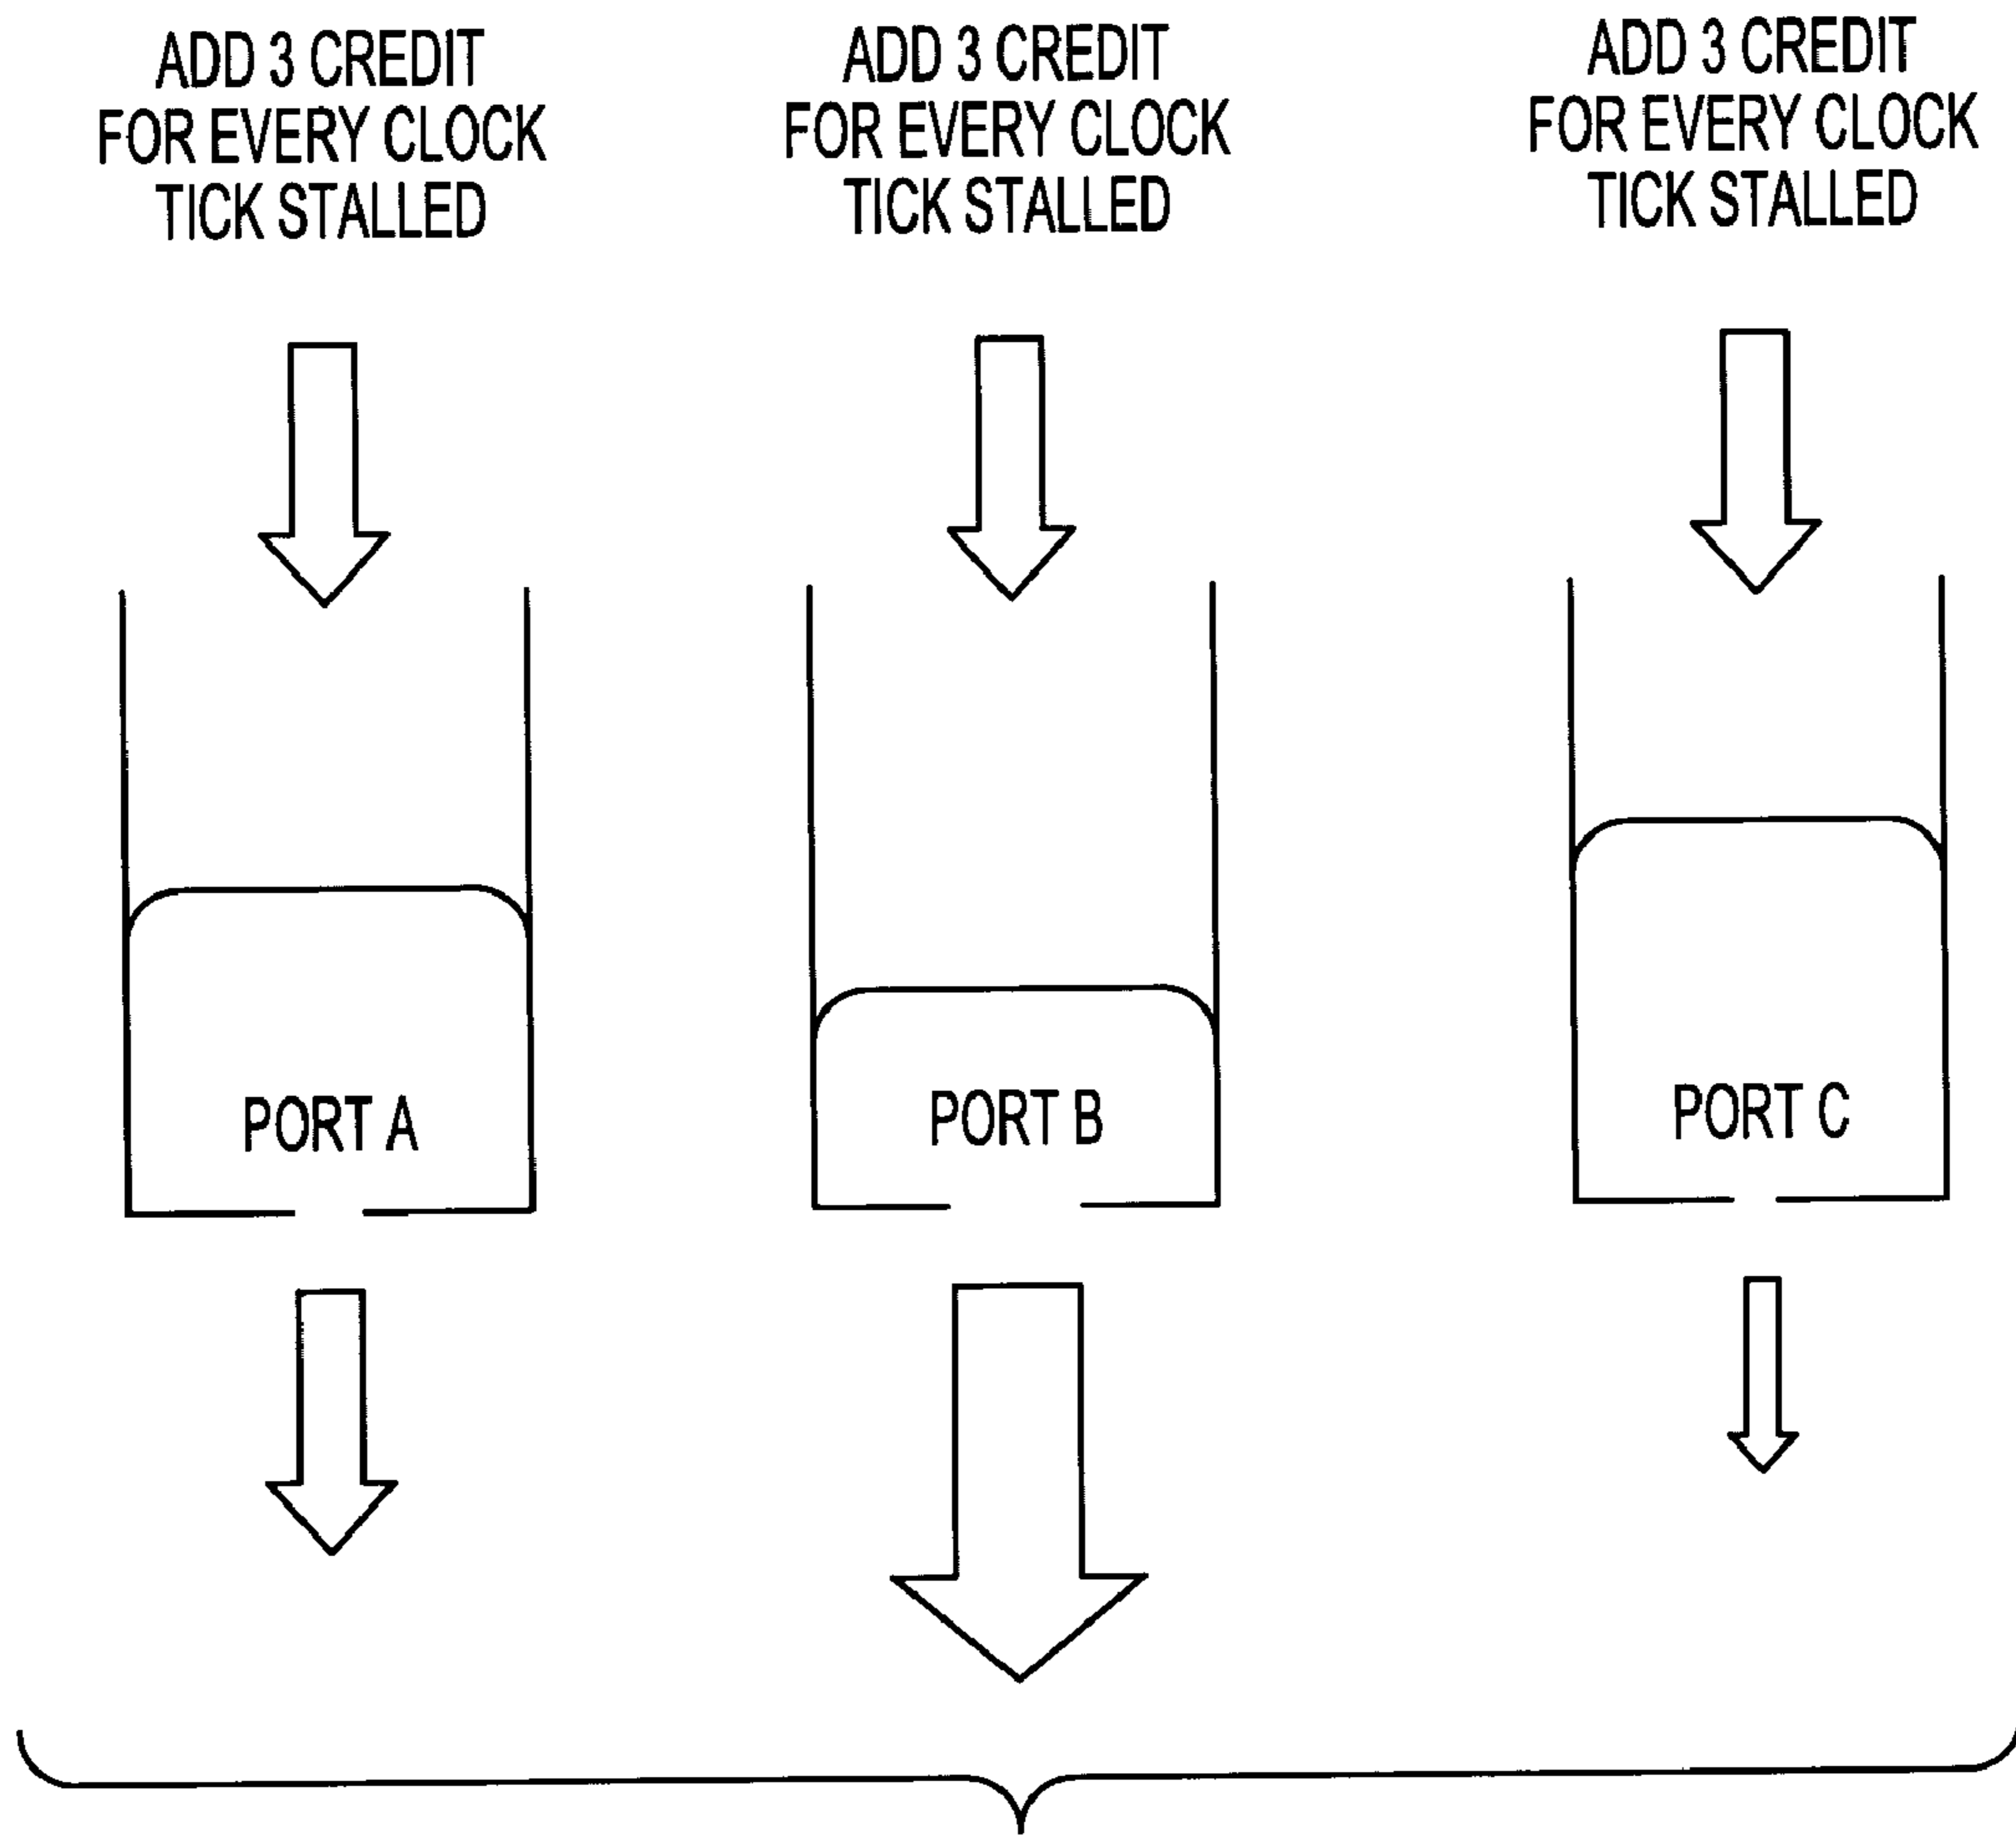 ADD 3 CREDIT
FOR EVERY CLOCK
TICK STALLED
ADD 3 CREDIT
FOR EVERY CLOCK
TICK STALLED
ADD 3 CREDIT
FOR EVERY CLOCK
TICK STALLED
PORT A
PORT B
PORT C